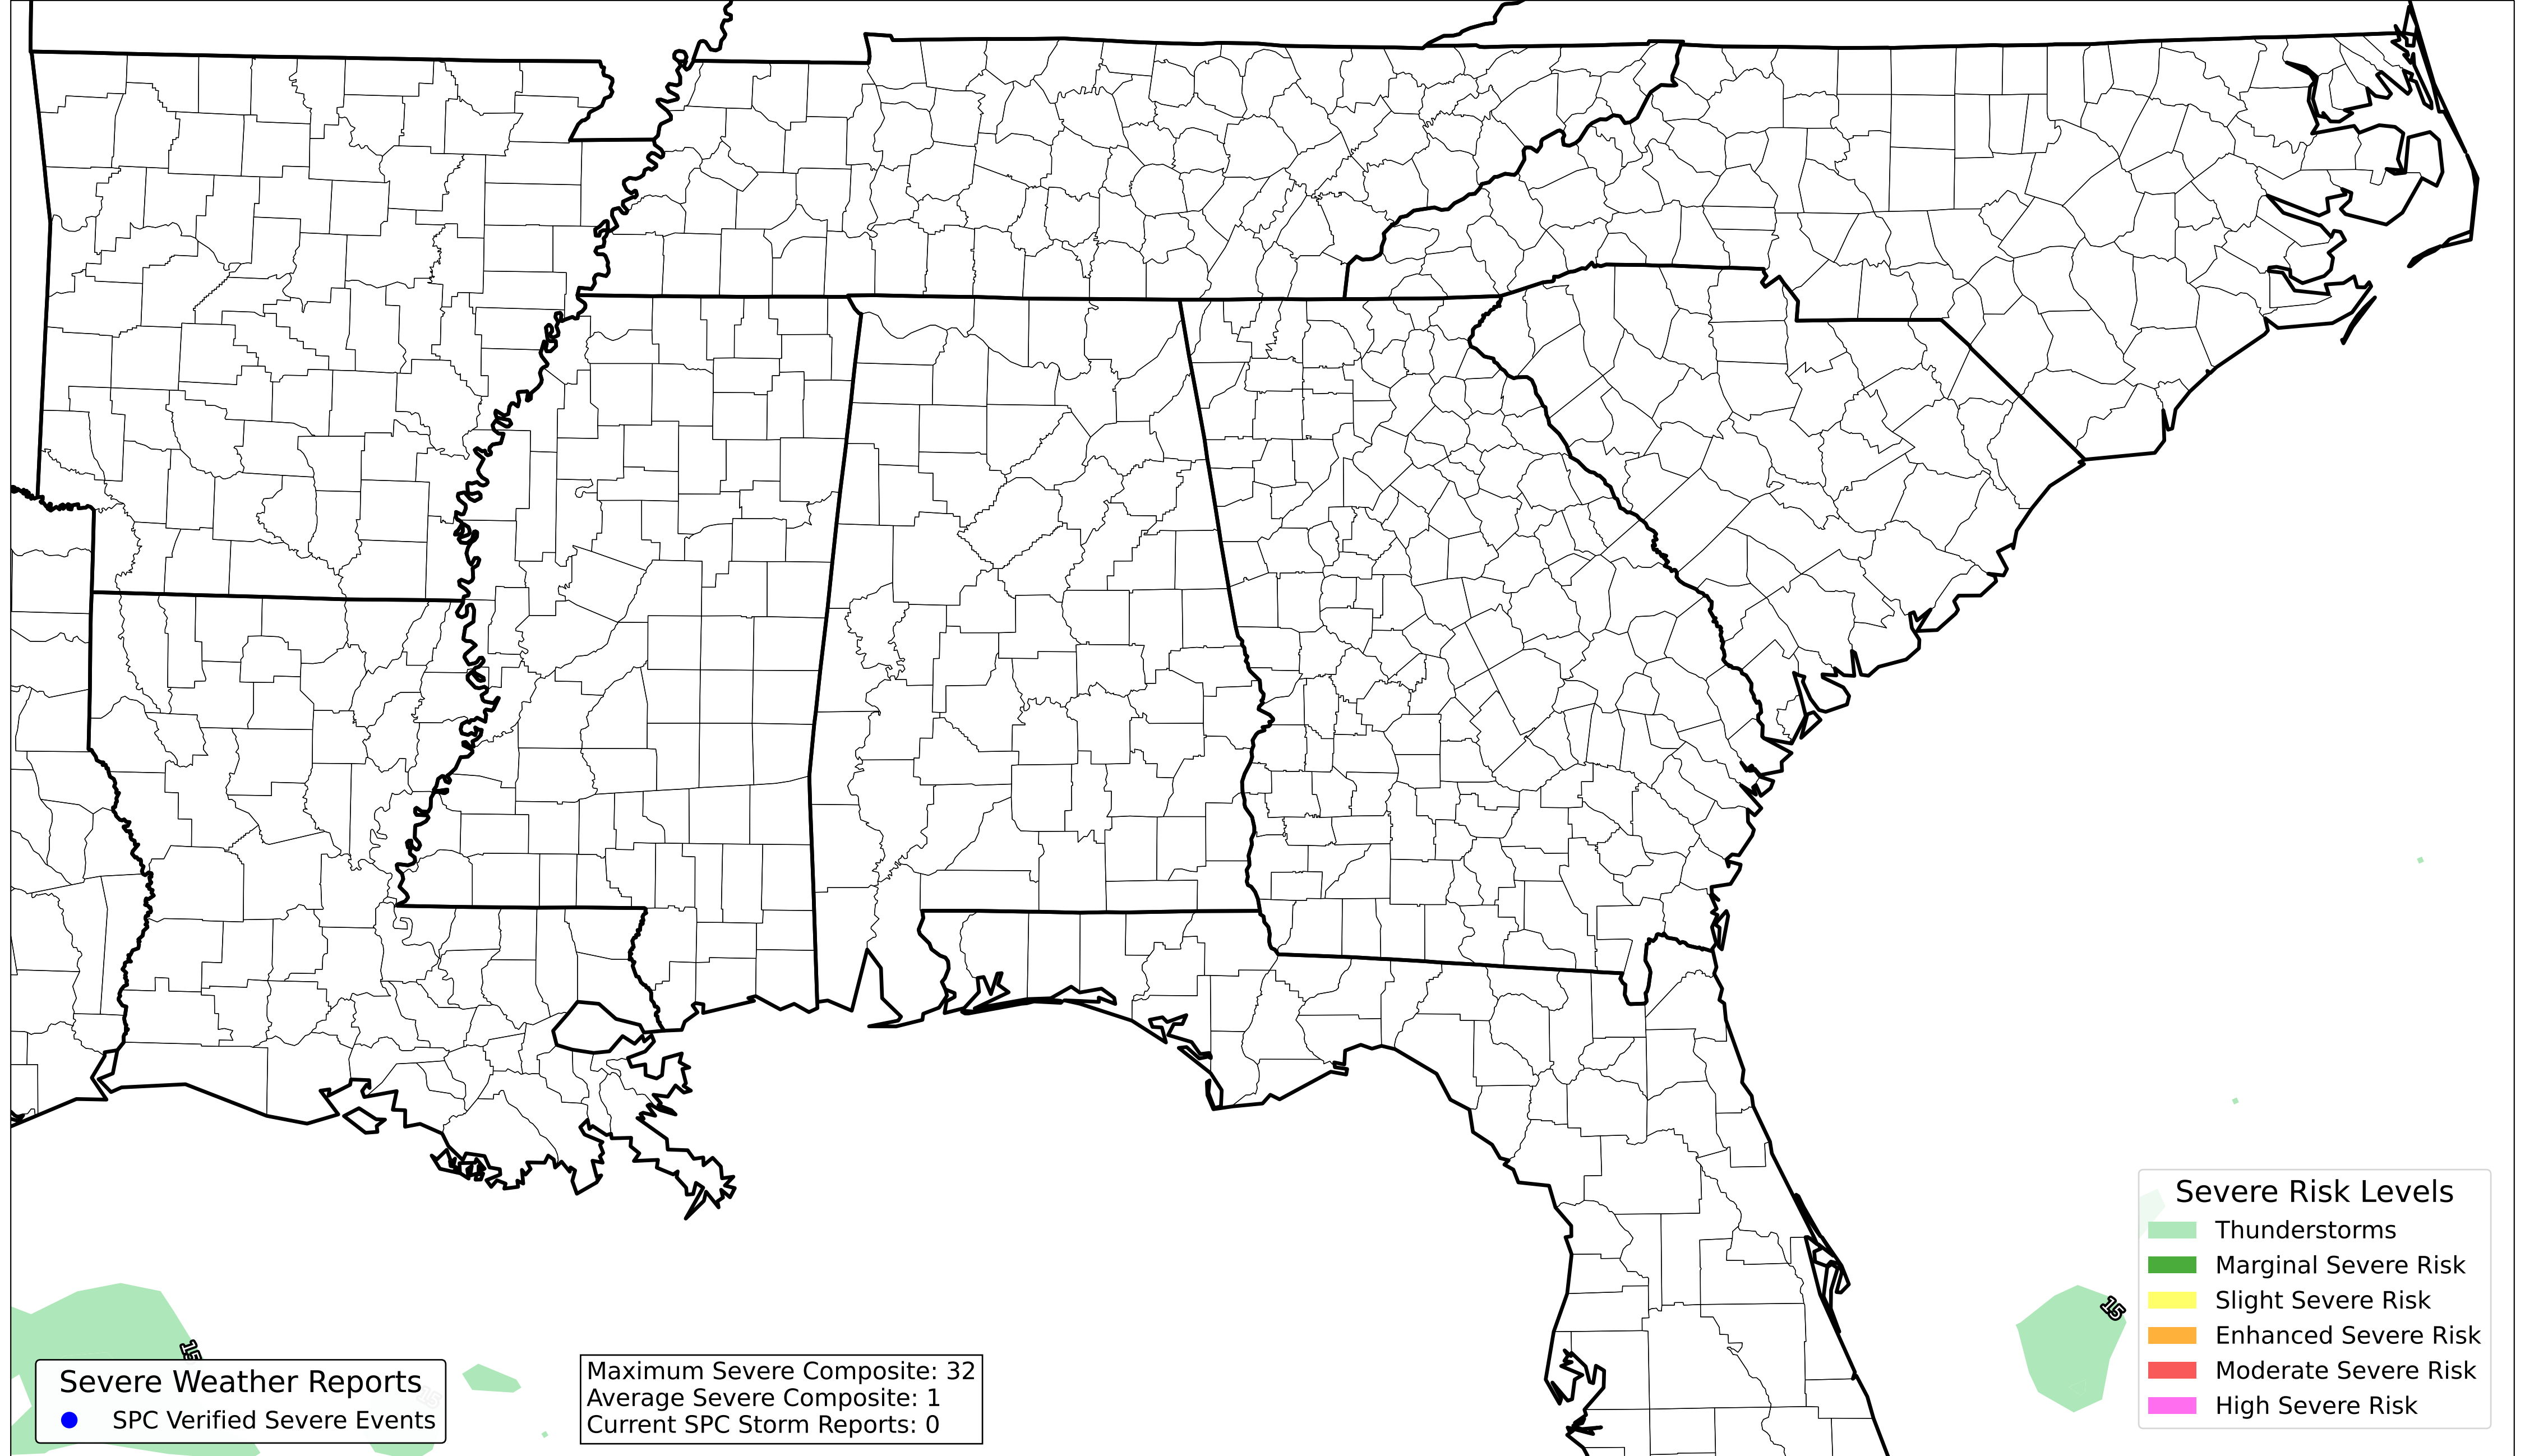 15
15
Severe Weather Reports
SPC Verified Severe Events
15
Maximum Severe Composite: 32
Average Severe Composite: 1
Current SPC Storm Reports: 0
Severe Risk Levels
Thunderstorms
Marginal Severe Risk
Slight Severe Risk
Enhanced Severe Risk
Moderate Severe Risk
High Severe Risk